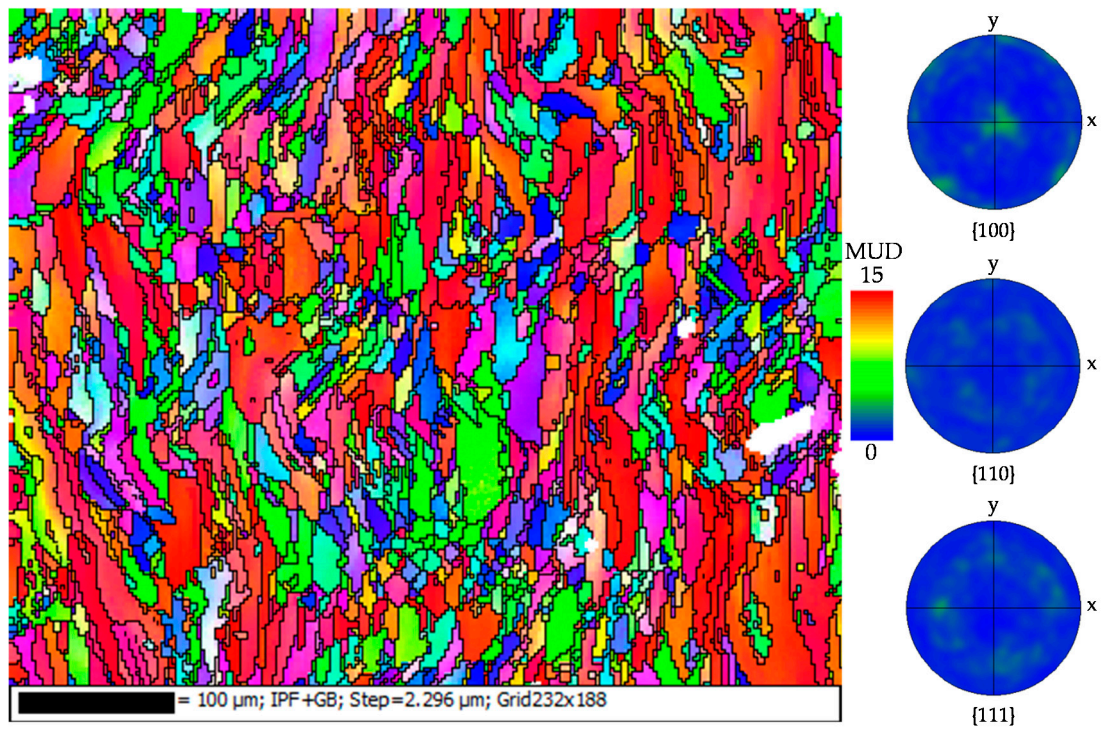 = 100 µm; IPF+GB; Step=2.296 µm; Grid232x188
MUD
15
0
y
x
{100}
y
x
{110}
y
x
{111}